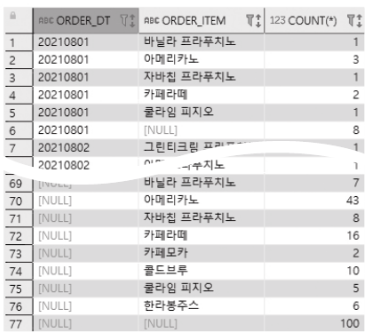 ABC ORDER_DT ABC ORDER_ITEM 123 COUNT(*)
1 20210801 바닐라 프라푸치노 1
2 20210801 아메리카노 3
3 20210801 자바칩 프라푸치노 1
4 20210801 카페라떼 2
5 20210801 쿨라임 피지오 1
6 20210801 [NULL] 8
7 20210802 그린티크림 1
20210802
69 [NULL] 바닐라 프라푸치노 7
70 [NULL] 아메리카노 43
71 [NULL] 자바칩 프라푸치노 8
72 [NULL] 카페라떼 16
73 [NULL] 카페모카 2
74 [NULL] 콜드브루 10
75 [NULL] 쿨라임 피지오 5
76 [NULL] 한라봉주스 6
77 [NULL] [NULL] 100